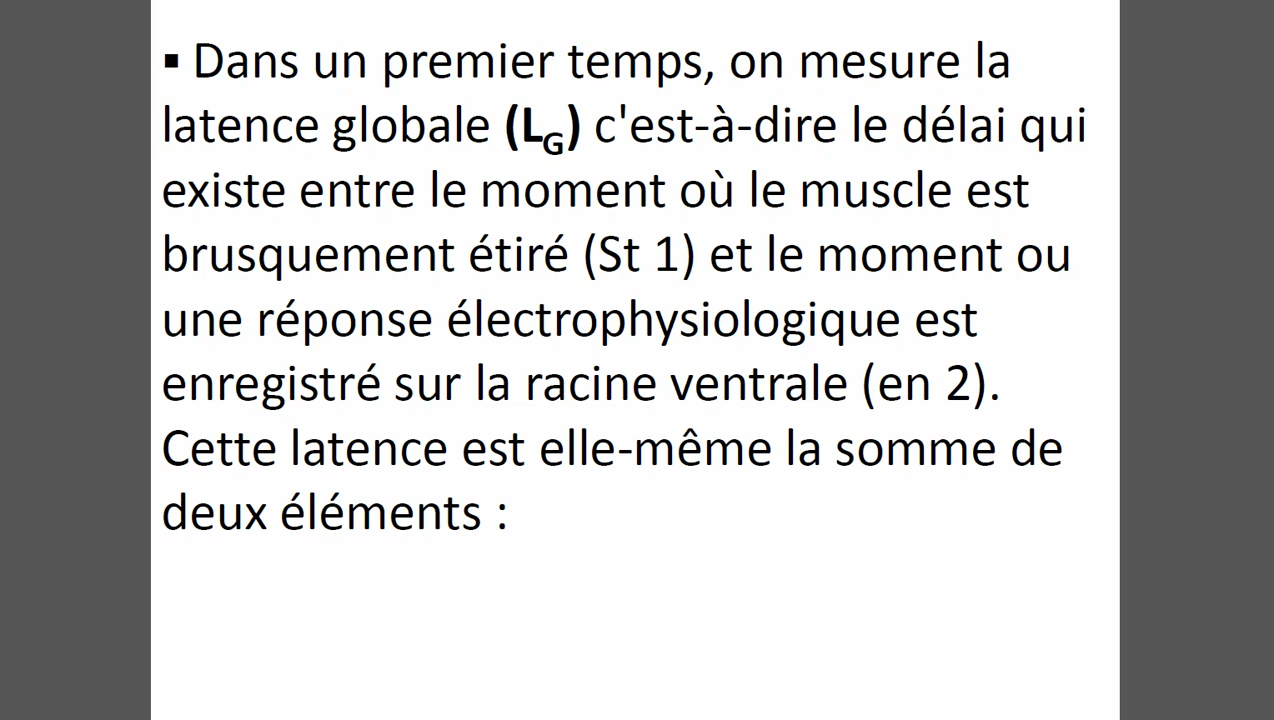 ▪ Dans un premier temps, on mesure la
latence globale (LG) c'est-à-dire le délai qui
existe entre le moment où le muscle est
brusquement étiré (St 1) et le moment ou
une réponse électrophysiologique est
enregistré sur la racine ventrale (en 2).
Cette latence est elle-même la somme de
deux éléments :